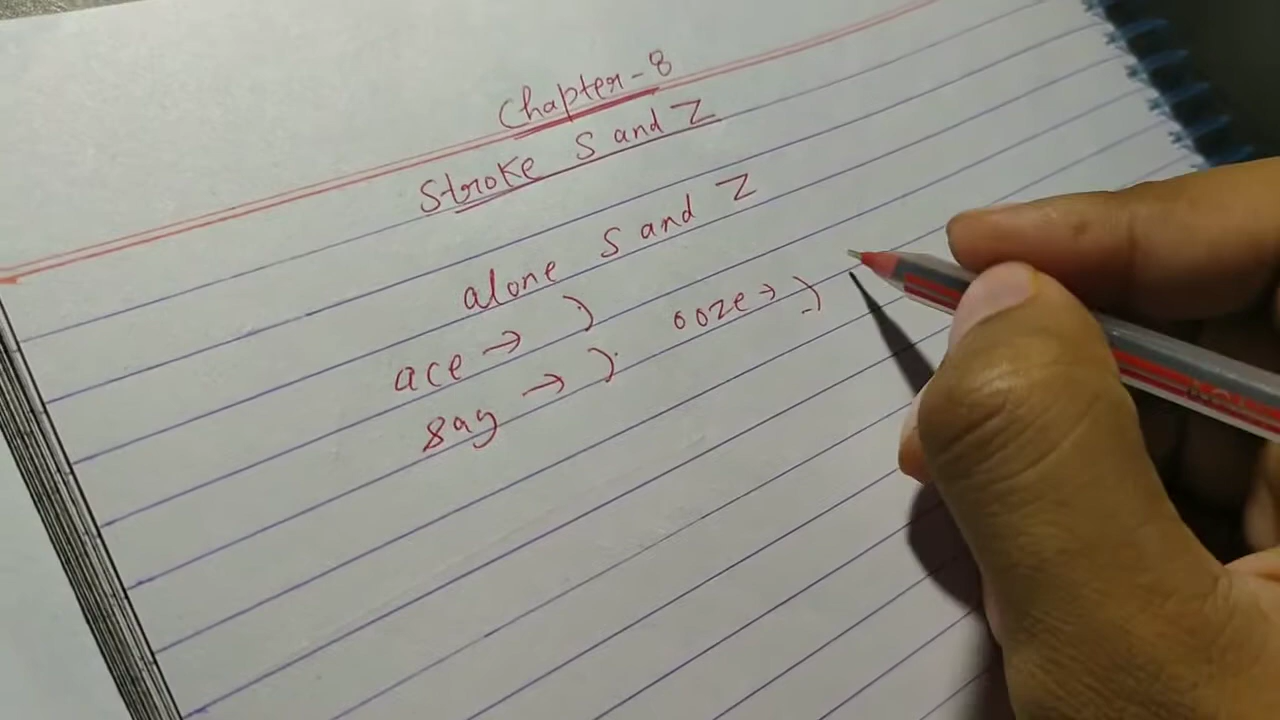 Chapter-8
Stroke S and Z
alone S and Z
ace → ) ooze → )
say → )